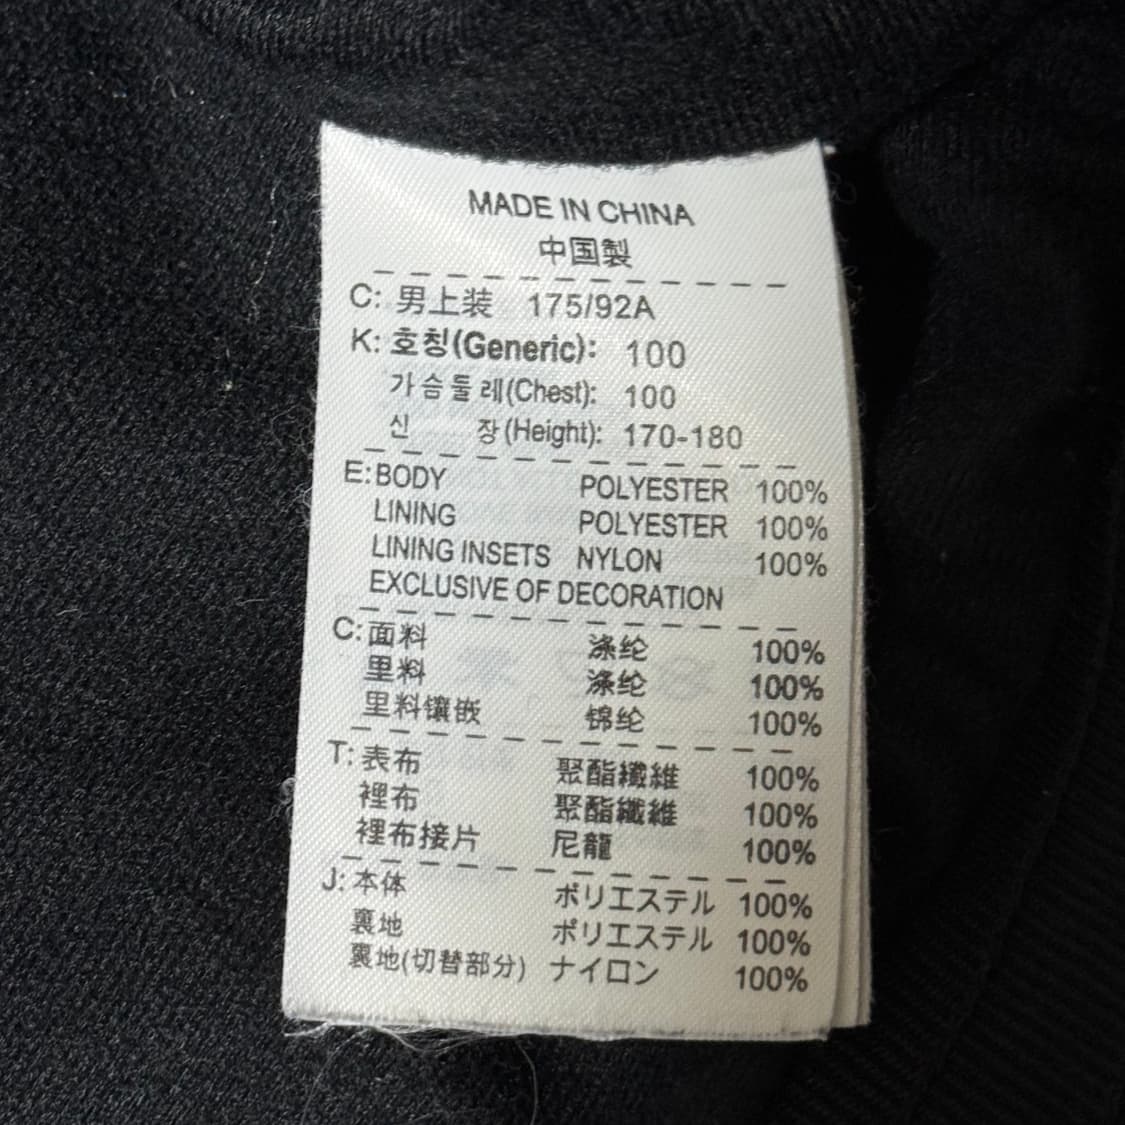 MADE IN CHINA
中国製
C: 男上装 175/92A
K: 호칭(Generic): 100
가슴둘레(Chest): 100
신 장(Height): 170-180
E: BODY POLYESTER 100%
LINING POLYESTER 100%
LINING INSETS NYLON 100%
EXCLUSIVE OF DECORATION
C: 面料 涤纶 100%
里料 涤纶 100%
里料镶嵌 锦纶 100%
T: 表布 聚酯纖維 100%
裡布 聚酯纖維 100%
裡布接片 尼龍 100%
J: 本体 ポリエステル 100%
裏地 ポリエステル 100%
裏地(切替部分) ナイロン 100%